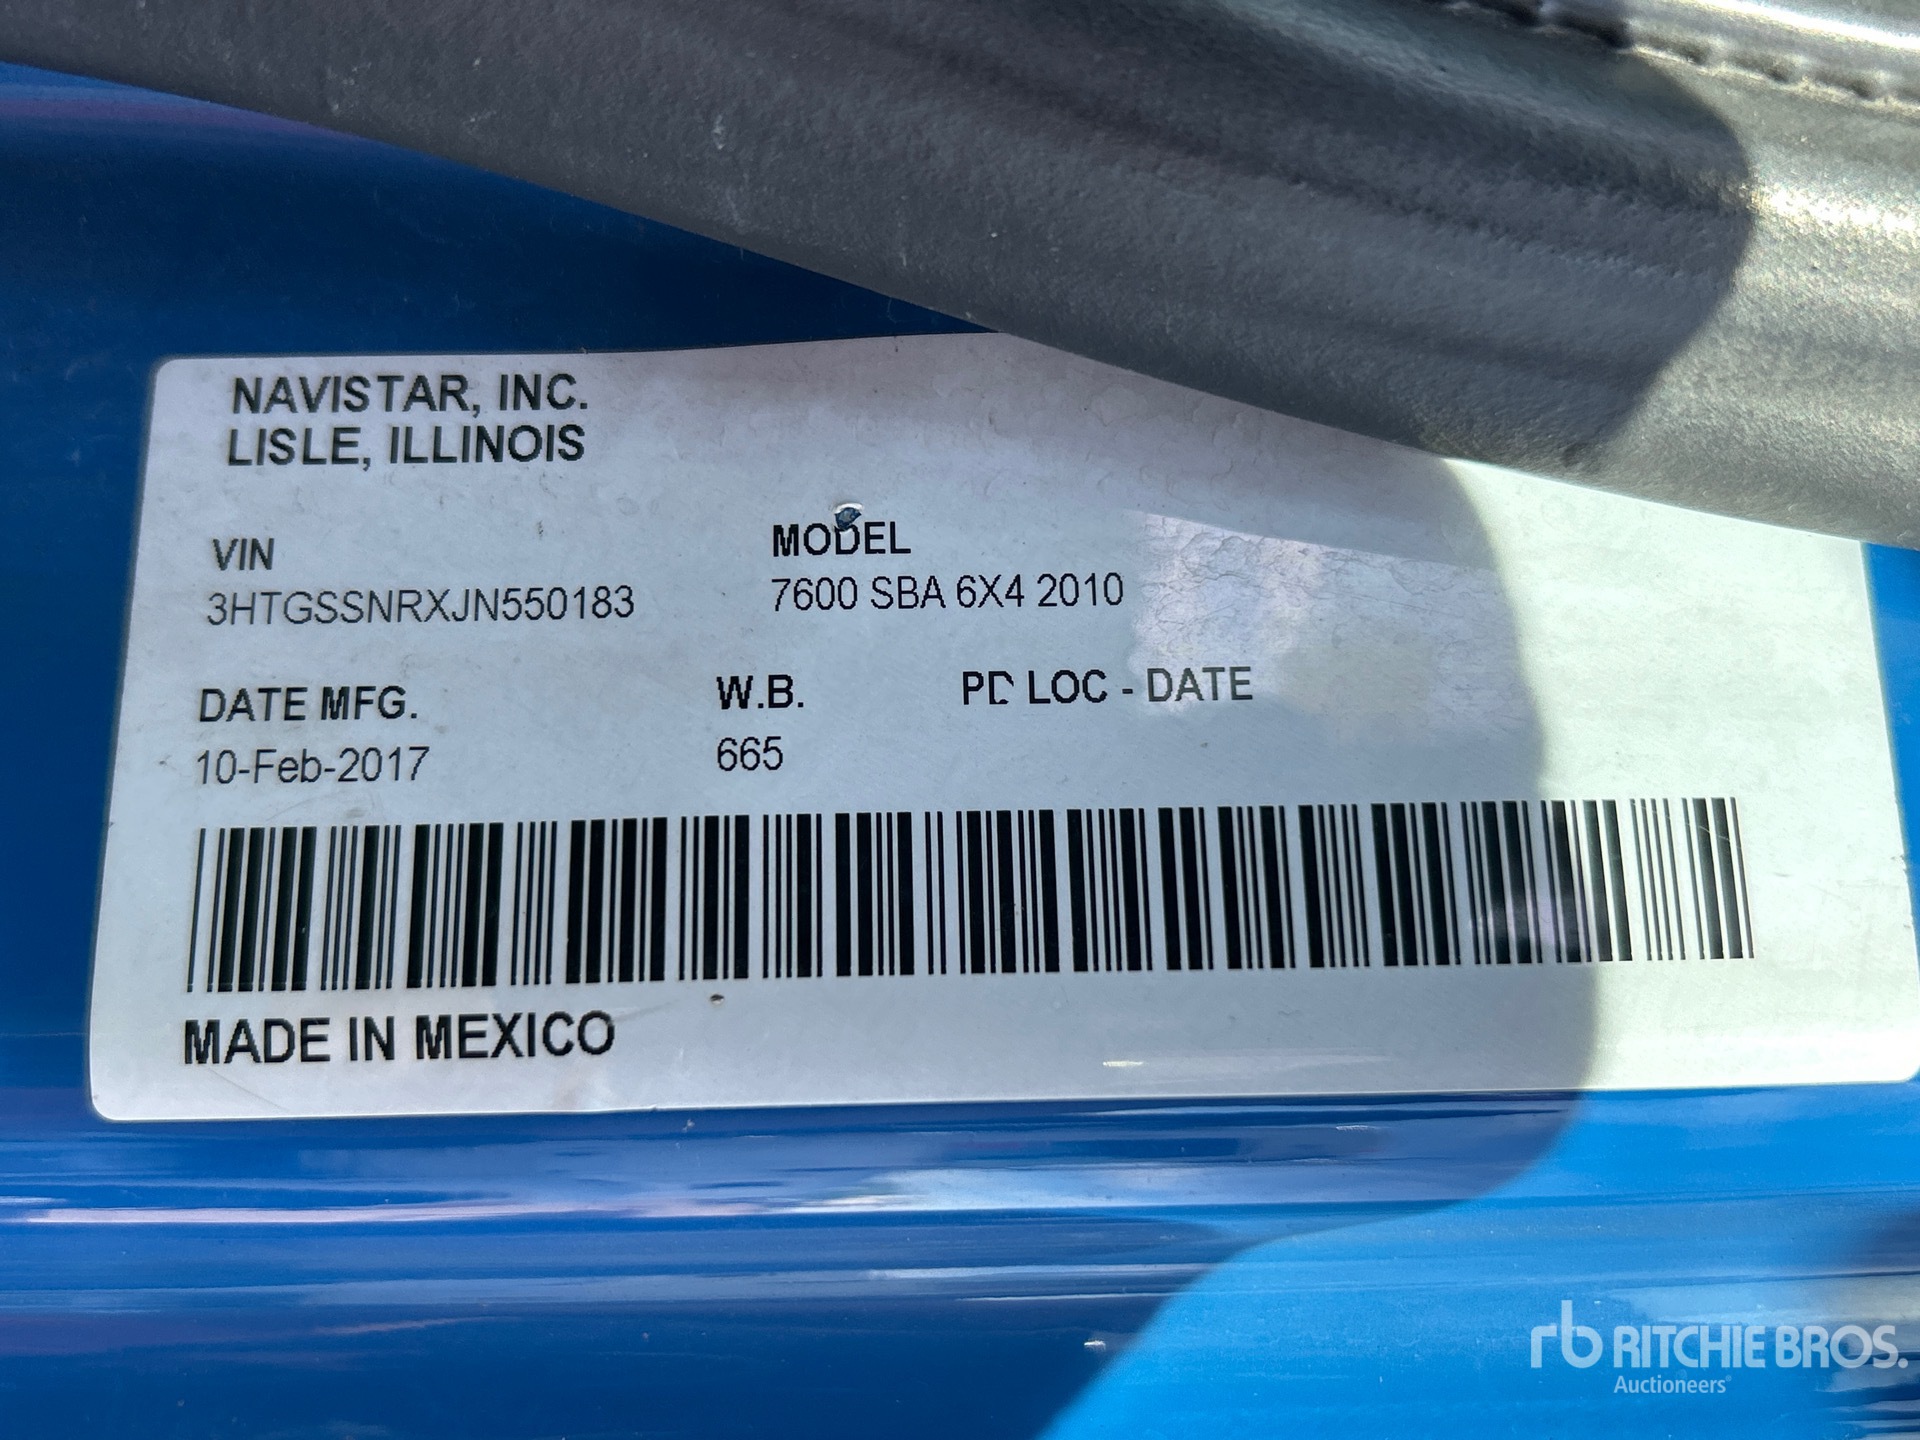 NAVISTAR, INC.
LISLE, ILLINOIS
VIN
3HTGSSNRXJN550183
MODEL
7600 SBA 6X4 2010
DATE MFG.
10-Feb-2017
W.B.
665
PD LOC - DATE
MADE IN MEXICO
rb RITCHIE BROS.
Auctioneers